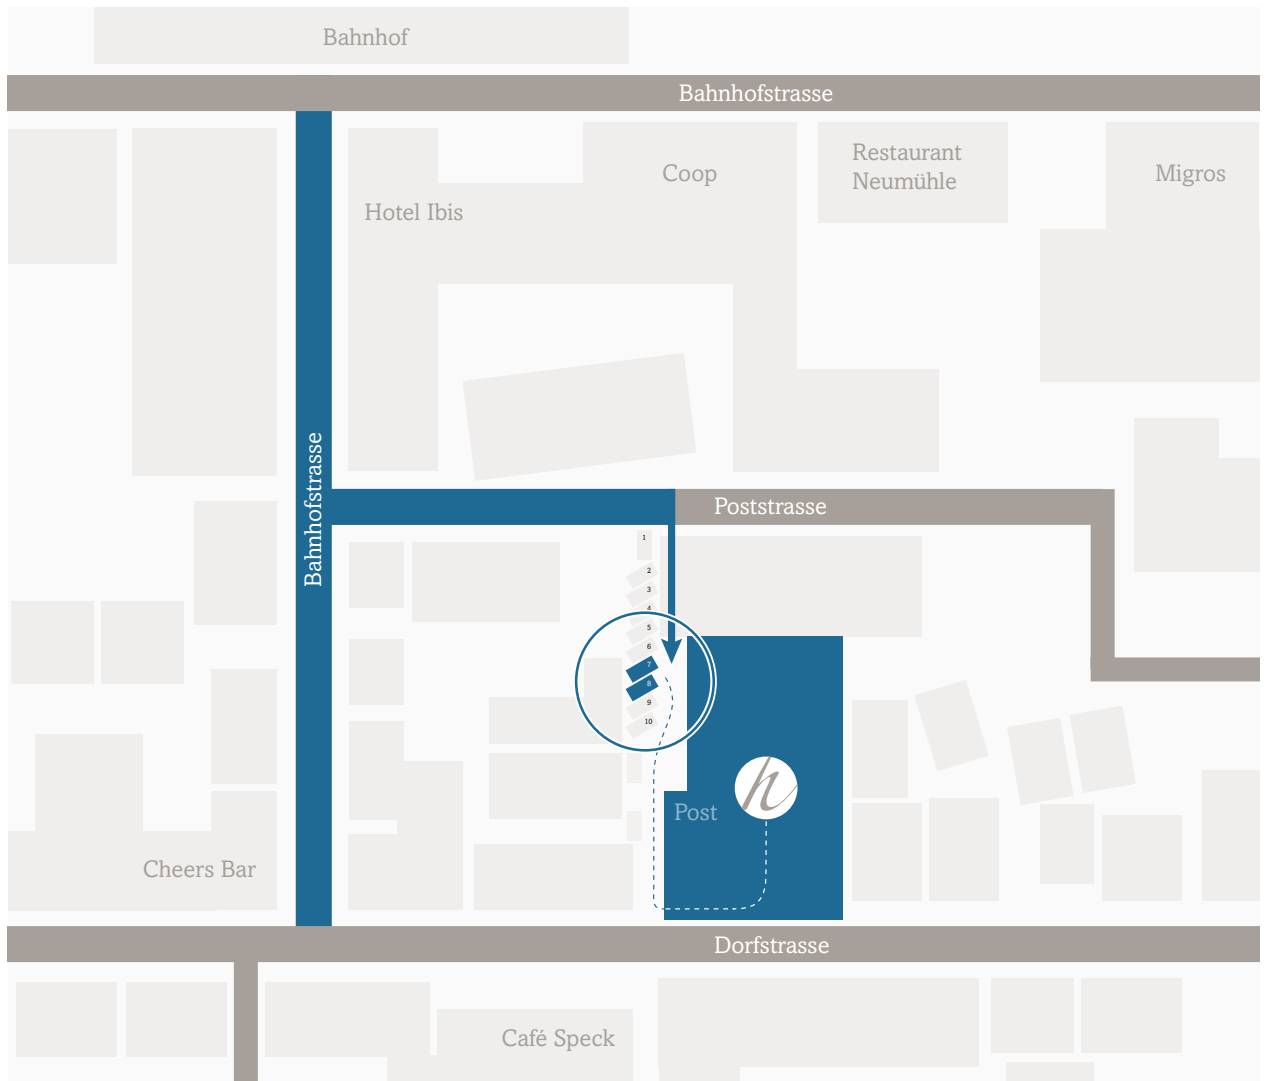 Bahnhof
Bahnhofstrasse
Restaurant
Neumühle
Coop
Migros
Hotel Ibis
Bahnhofstrasse
Poststrasse
1
2
3
4
5
6
7
8
9
10
Post
h
Cheers Bar
Dorfstrasse
Café Speck